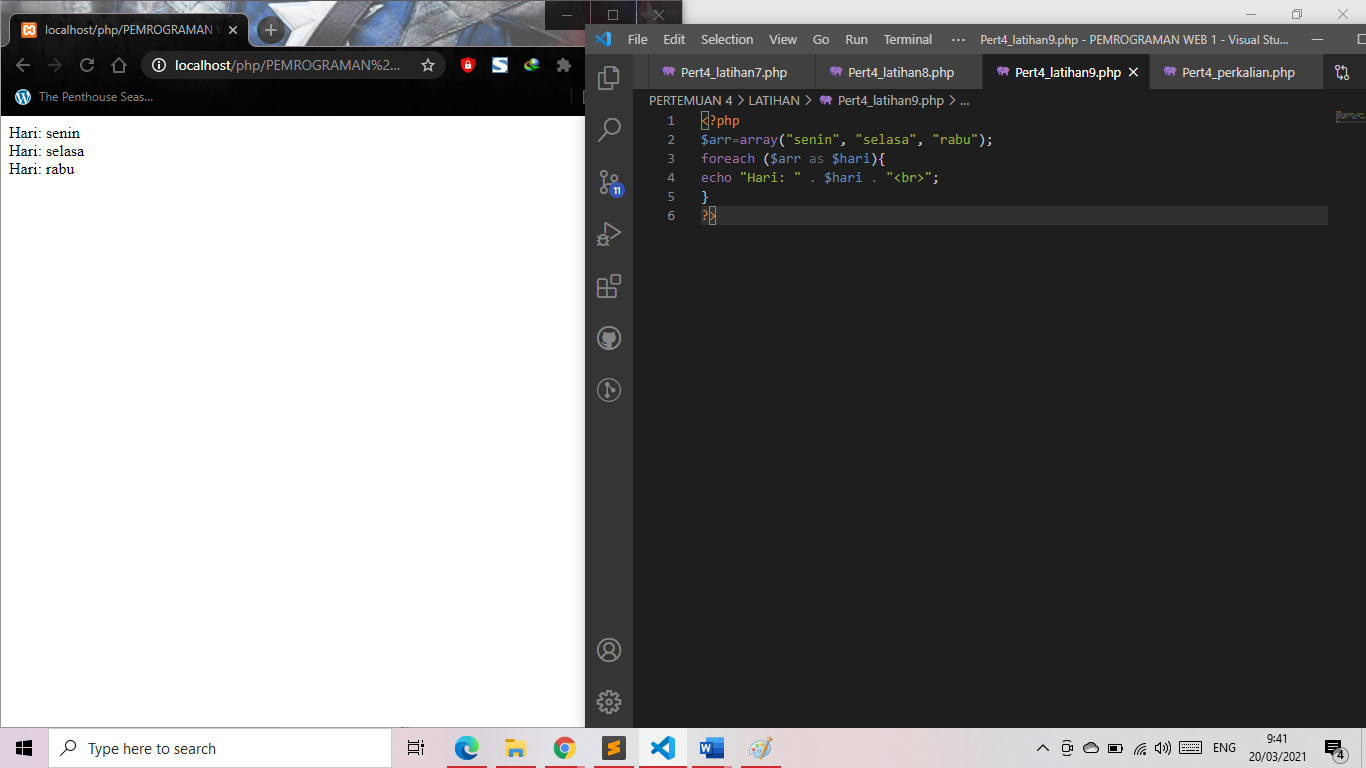 localhost/php/PEMROGRAMAN
localhost/php/PEMROGRAMAN%2...
The Penthouse Seas...
Hari: senin
Hari: selasa
Hari: rabu
File Edit Selection View Go Run Terminal ··· Pert4_latihan9.php - PEMROGRAMAN WEB 1 - Visual Stu...
Pert4_latihan7.php Pert4_latihan8.php Pert4_latihan9.php Pert4_perkalian.php
PERTEMUAN 4 > LATIHAN > Pert4_latihan9.php > ...
1 <?php
2 $arr=array("senin", "selasa", "rabu");
3 foreach ($arr as $hari){
4 echo "Hari: " . $hari . "<br>";
5 }
6 ?>
11
Type here to search
ENG
9:41
20/03/2021
4